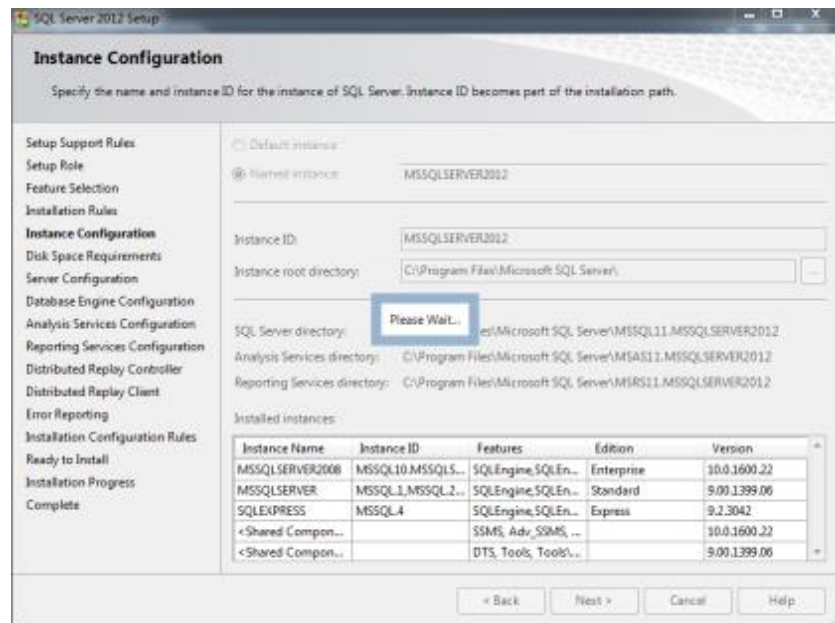 SQL Server 2012 Setup
Instance Configuration
Specify the name and instance ID for the instance of SQL Server. Instance ID becomes part of the installation path.
Setup Support Rules
Setup Role
Feature Selection
Installation Rules
Instance Configuration
Disk Space Requirements
Server Configuration
Database Engine Configuration
Analysis Services Configuration
Reporting Services Configuration
Distributed Replay Controller
Distributed Replay Client
Error Reporting
Installation Configuration Rules
Ready to Install
Installation Progress
Complete
Default instance
Named instance MSSQLSERVER2012
Instance ID: MSSQLSERVER2012
Instance root directory: C:\Program Files\Microsoft SQL Server\ ...
Please Wait...
SQL Server directory: es\Microsoft SQL Server\MSSQL11.MSSQLSERVER2012
Analysis Services directory: C:\Program Files\Microsoft SQL Server\MSAS11.MSSQLSERVER2012
Reporting Services directory: C:\Program Files\Microsoft SQL Server\MSRS11.MSSQLSERVER2012
Installed instances:
Instance Name Instance ID Features Edition Version
MSSQLSERVER2008 MSSQL10.MSSQLS... SQLEngine,SQLEn... Enterprise 10.0.1600.22
MSSQLSERVER MSSQL.1,MSSQL.2... SQLEngine,SQLEn... Standard 9.00.1399.06
SQLEXPRESS MSSQL.4 SQLEngine,SQLEn... Express 9.2.3042
<Shared Compon... SSMS, Adv_SSMS, ... 10.0.1600.22
<Shared Compon... DTS, Tools, Tools\... 9.00.1399.06
< Back Next > Cancel Help